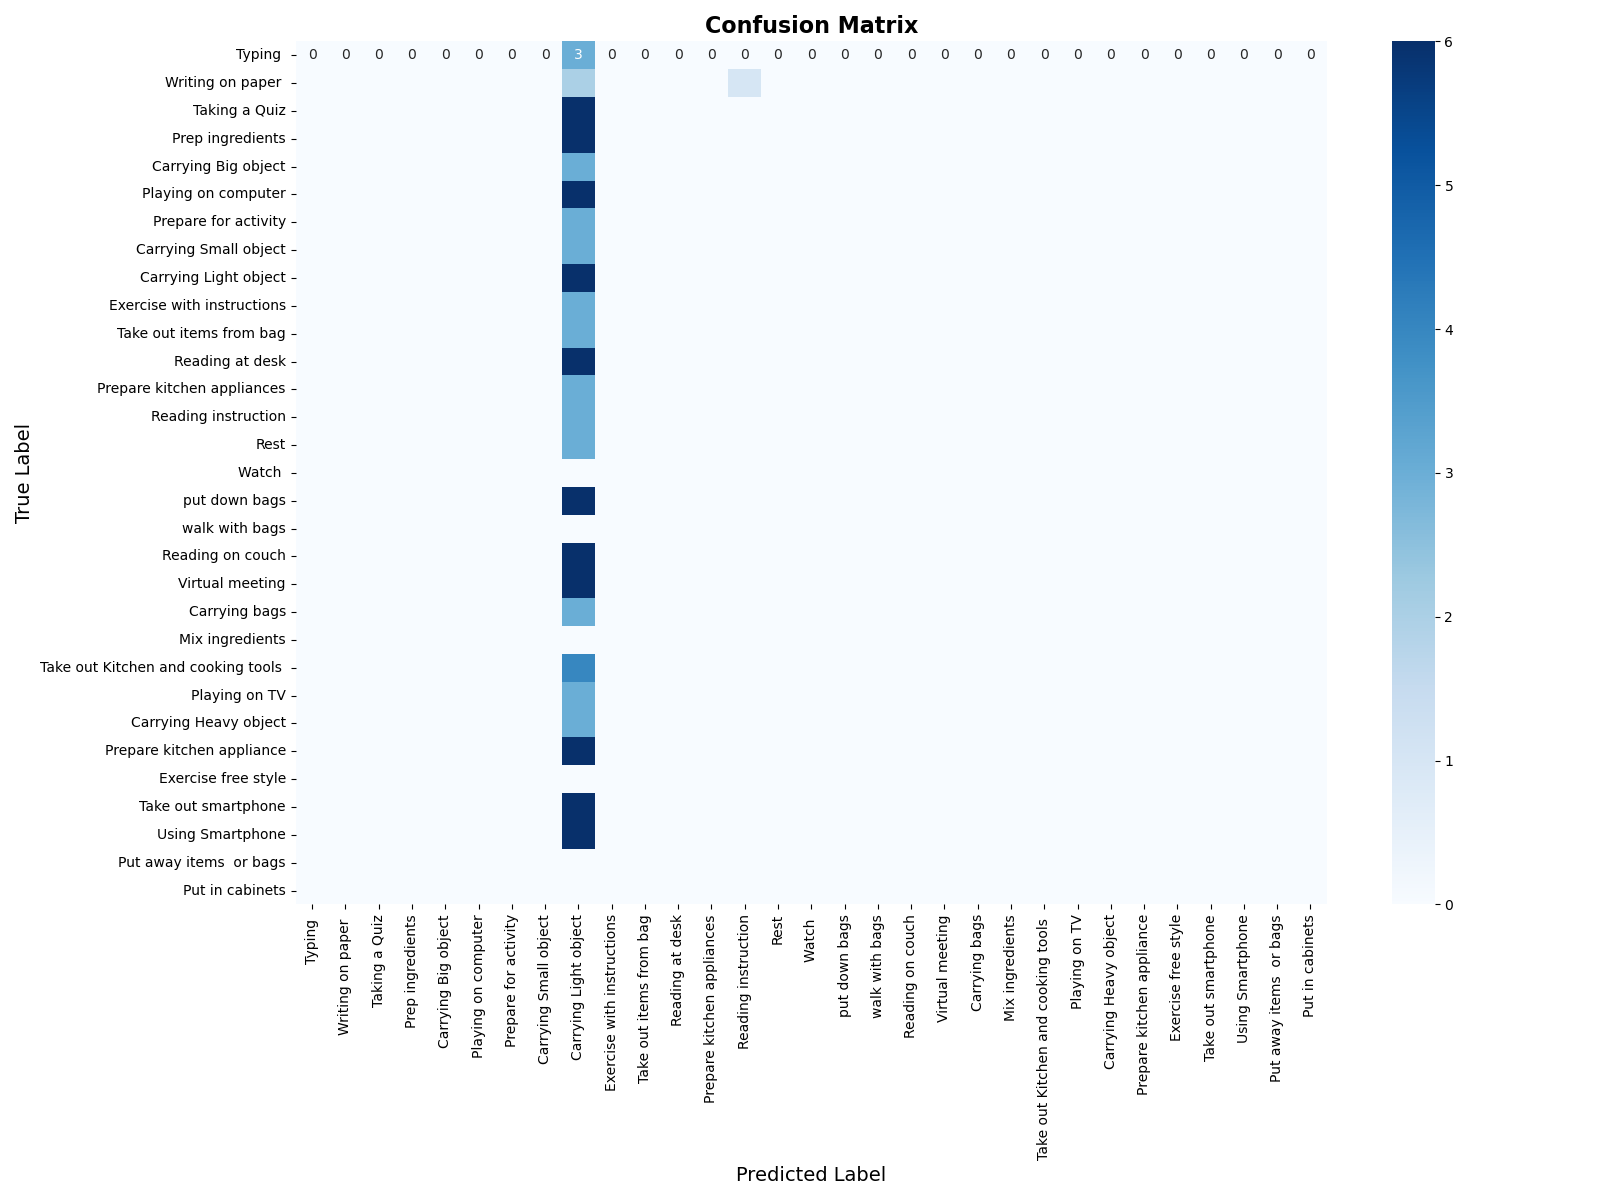 Confusion Matrix
Typing 0 0 0 0 0 0 0 0 3 0 0 0 0 0 0 0 0 0 0 0 0 0 0 0 0 0 0 0 0 0 0
Writing on paper
Taking a Quiz
Prep ingredients
Carrying Big object
Playing on computer
Prepare for activity
Carrying Small object
Carrying Light object
Exercise with instructions
Take out items from bag
Reading at desk
Prepare kitchen appliances
Reading instruction
Rest
Watch
put down bags
walk with bags
Reading on couch
Virtual meeting
Carrying bags
Mix ingredients
Take out Kitchen and cooking tools
Playing on TV
Carrying Heavy object
Prepare kitchen appliance
Exercise free style
Take out smartphone
Using Smartphone
Put away items  or bags
Put in cabinets
True Label
Typing
Writing on paper
Taking a Quiz
Prep ingredients
Carrying Big object
Playing on computer
Prepare for activity
Carrying Small object
Carrying Light object
Exercise with instructions
Take out items from bag
Reading at desk
Prepare kitchen appliances
Reading instruction
Rest
Watch
put down bags
walk with bags
Reading on couch
Virtual meeting
Carrying bags
Mix ingredients
Take out Kitchen and cooking tools
Playing on TV
Carrying Heavy object
Prepare kitchen appliance
Exercise free style
Take out smartphone
Using Smartphone
Put away items  or bags
Put in cabinets
Predicted Label
6
5
4
3
2
1
0